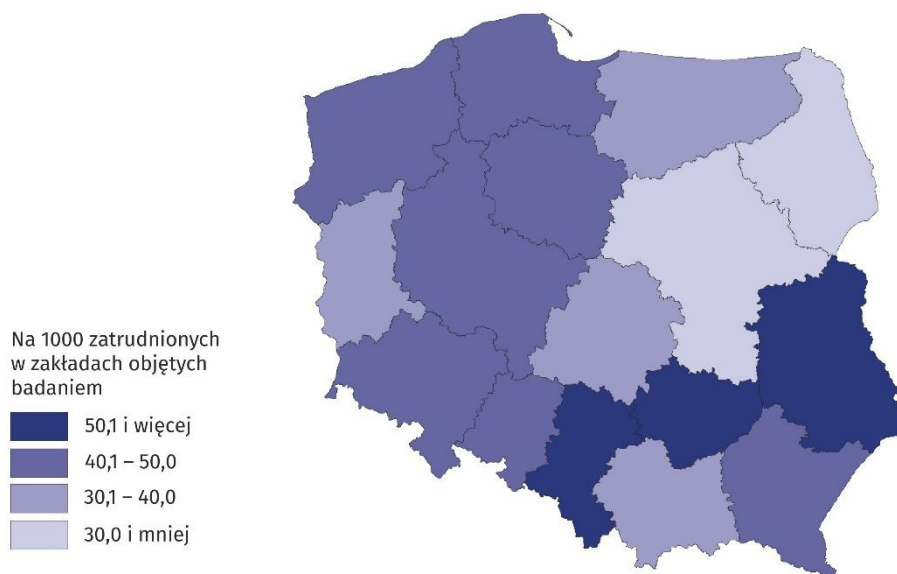 Na 1000 zatrudnionych
w zakładach objętych
badaniem
50,1 i więcej
40,1 – 50,0
30,1 – 40,0
30,0 i mniej